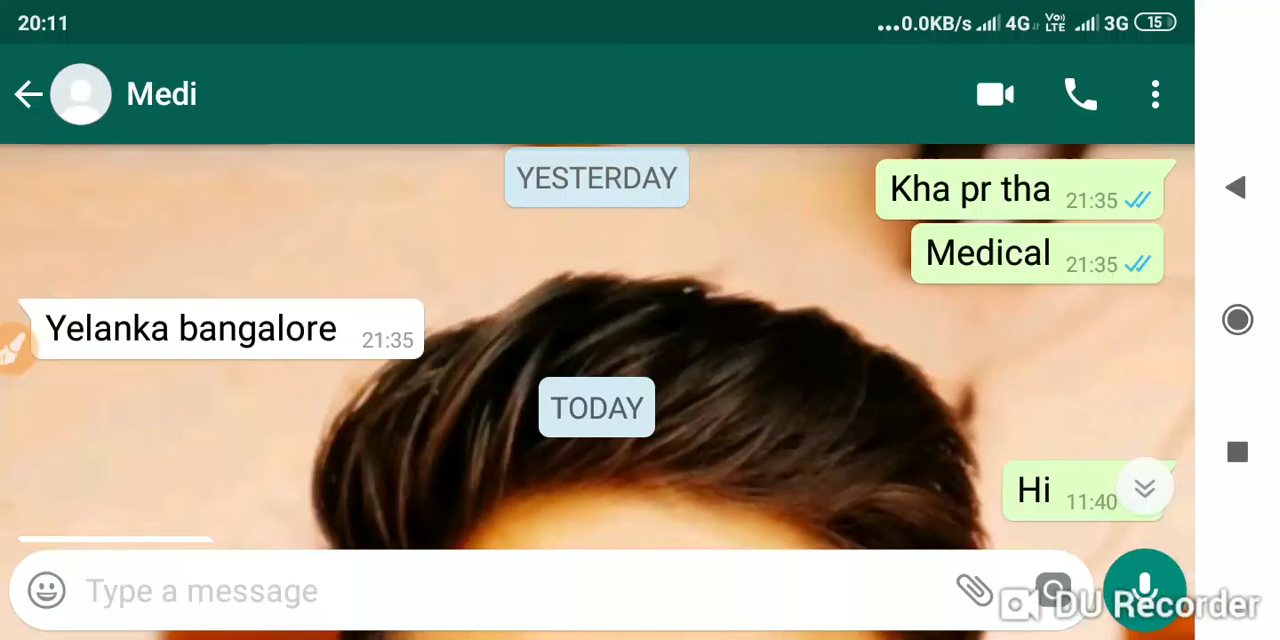 20:11
...0.0KB/s 4G Vo) LTE 3G 15
Medi
YESTERDAY
Kha pr tha 21:35
Medical 21:35
Yelanka bangalore 21:35
TODAY
Hi 11:40
Type a message
DU Recorder